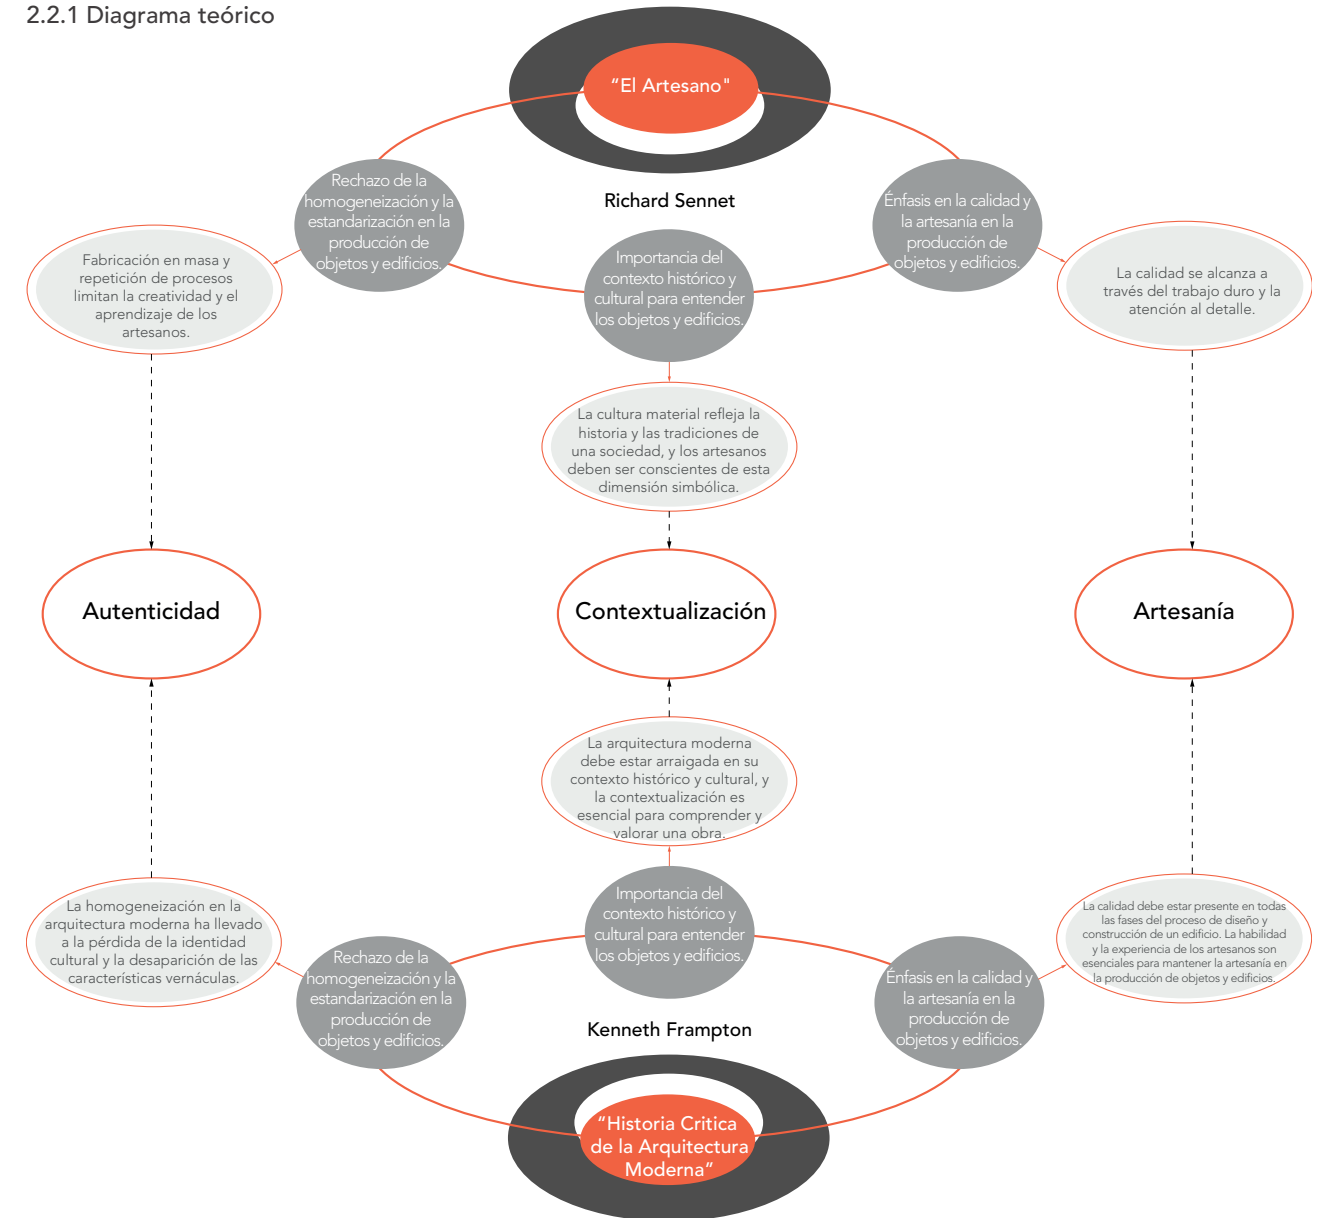 2.2.1 Diagrama teórico
“El Artesano"
Richard Sennet
Rechazo de la
homogeneización y la
estandarización en la
producción de
objetos y edificios.
Importancia del
contexto histórico y
cultural para entender
los objetos y edificios.
Énfasis en la calidad y
la artesanía en la
producción de
objetos y edificios.
Fabricación en masa y
repetición de procesos
limitan la creatividad y el
aprendizaje de los
artesanos.
La cultura material refleja la
historia y las tradiciones de
una sociedad, y los artesanos
deben ser conscientes de esta
dimensión simbólica.
La calidad se alcanza a
través del trabajo duro y la
atención al detalle.
Autenticidad
Contextualización
Artesanía
La homogeneización en la
arquitectura moderna ha llevado
a la pérdida de la identidad
cultural y la desaparición de las
características vernáculas.
La arquitectura moderna
debe estar arraigada en su
contexto histórico y cultural, y
la contextualización es
esencial para comprender y
valorar una obra.
La calidad debe estar presente en todas
las fases del proceso de diseño y
construcción de un edificio. La habilidad
y la experiencia de los artesanos son
esenciales para mantener la artesanía en
la producción de objetos y edificios.
Rechazo de la
homogeneización y la
estandarización en la
producción de
objetos y edificios.
Importancia del
contexto histórico y
cultural para entender
los objetos y edificios.
Énfasis en la calidad y
la artesanía en la
producción de
objetos y edificios.
Kenneth Frampton
“Historia Critica
de la Arquitectura
Moderna“